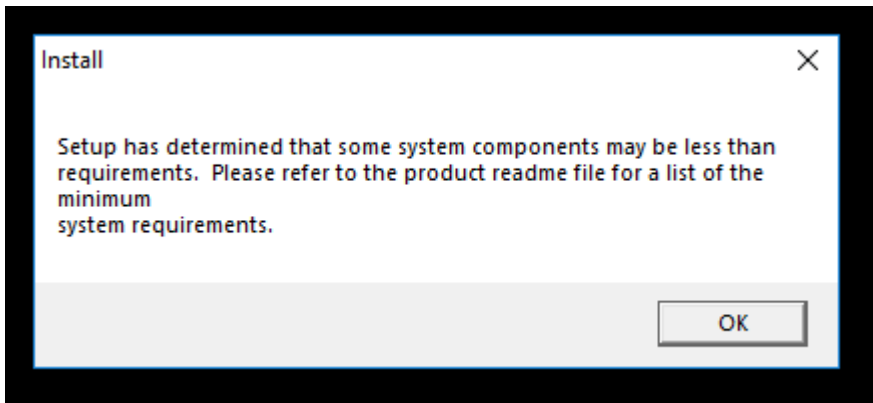 Install
Setup has determined that some system components may be less than
requirements.  Please refer to the product readme file for a list of the
minimum
system requirements.
OK